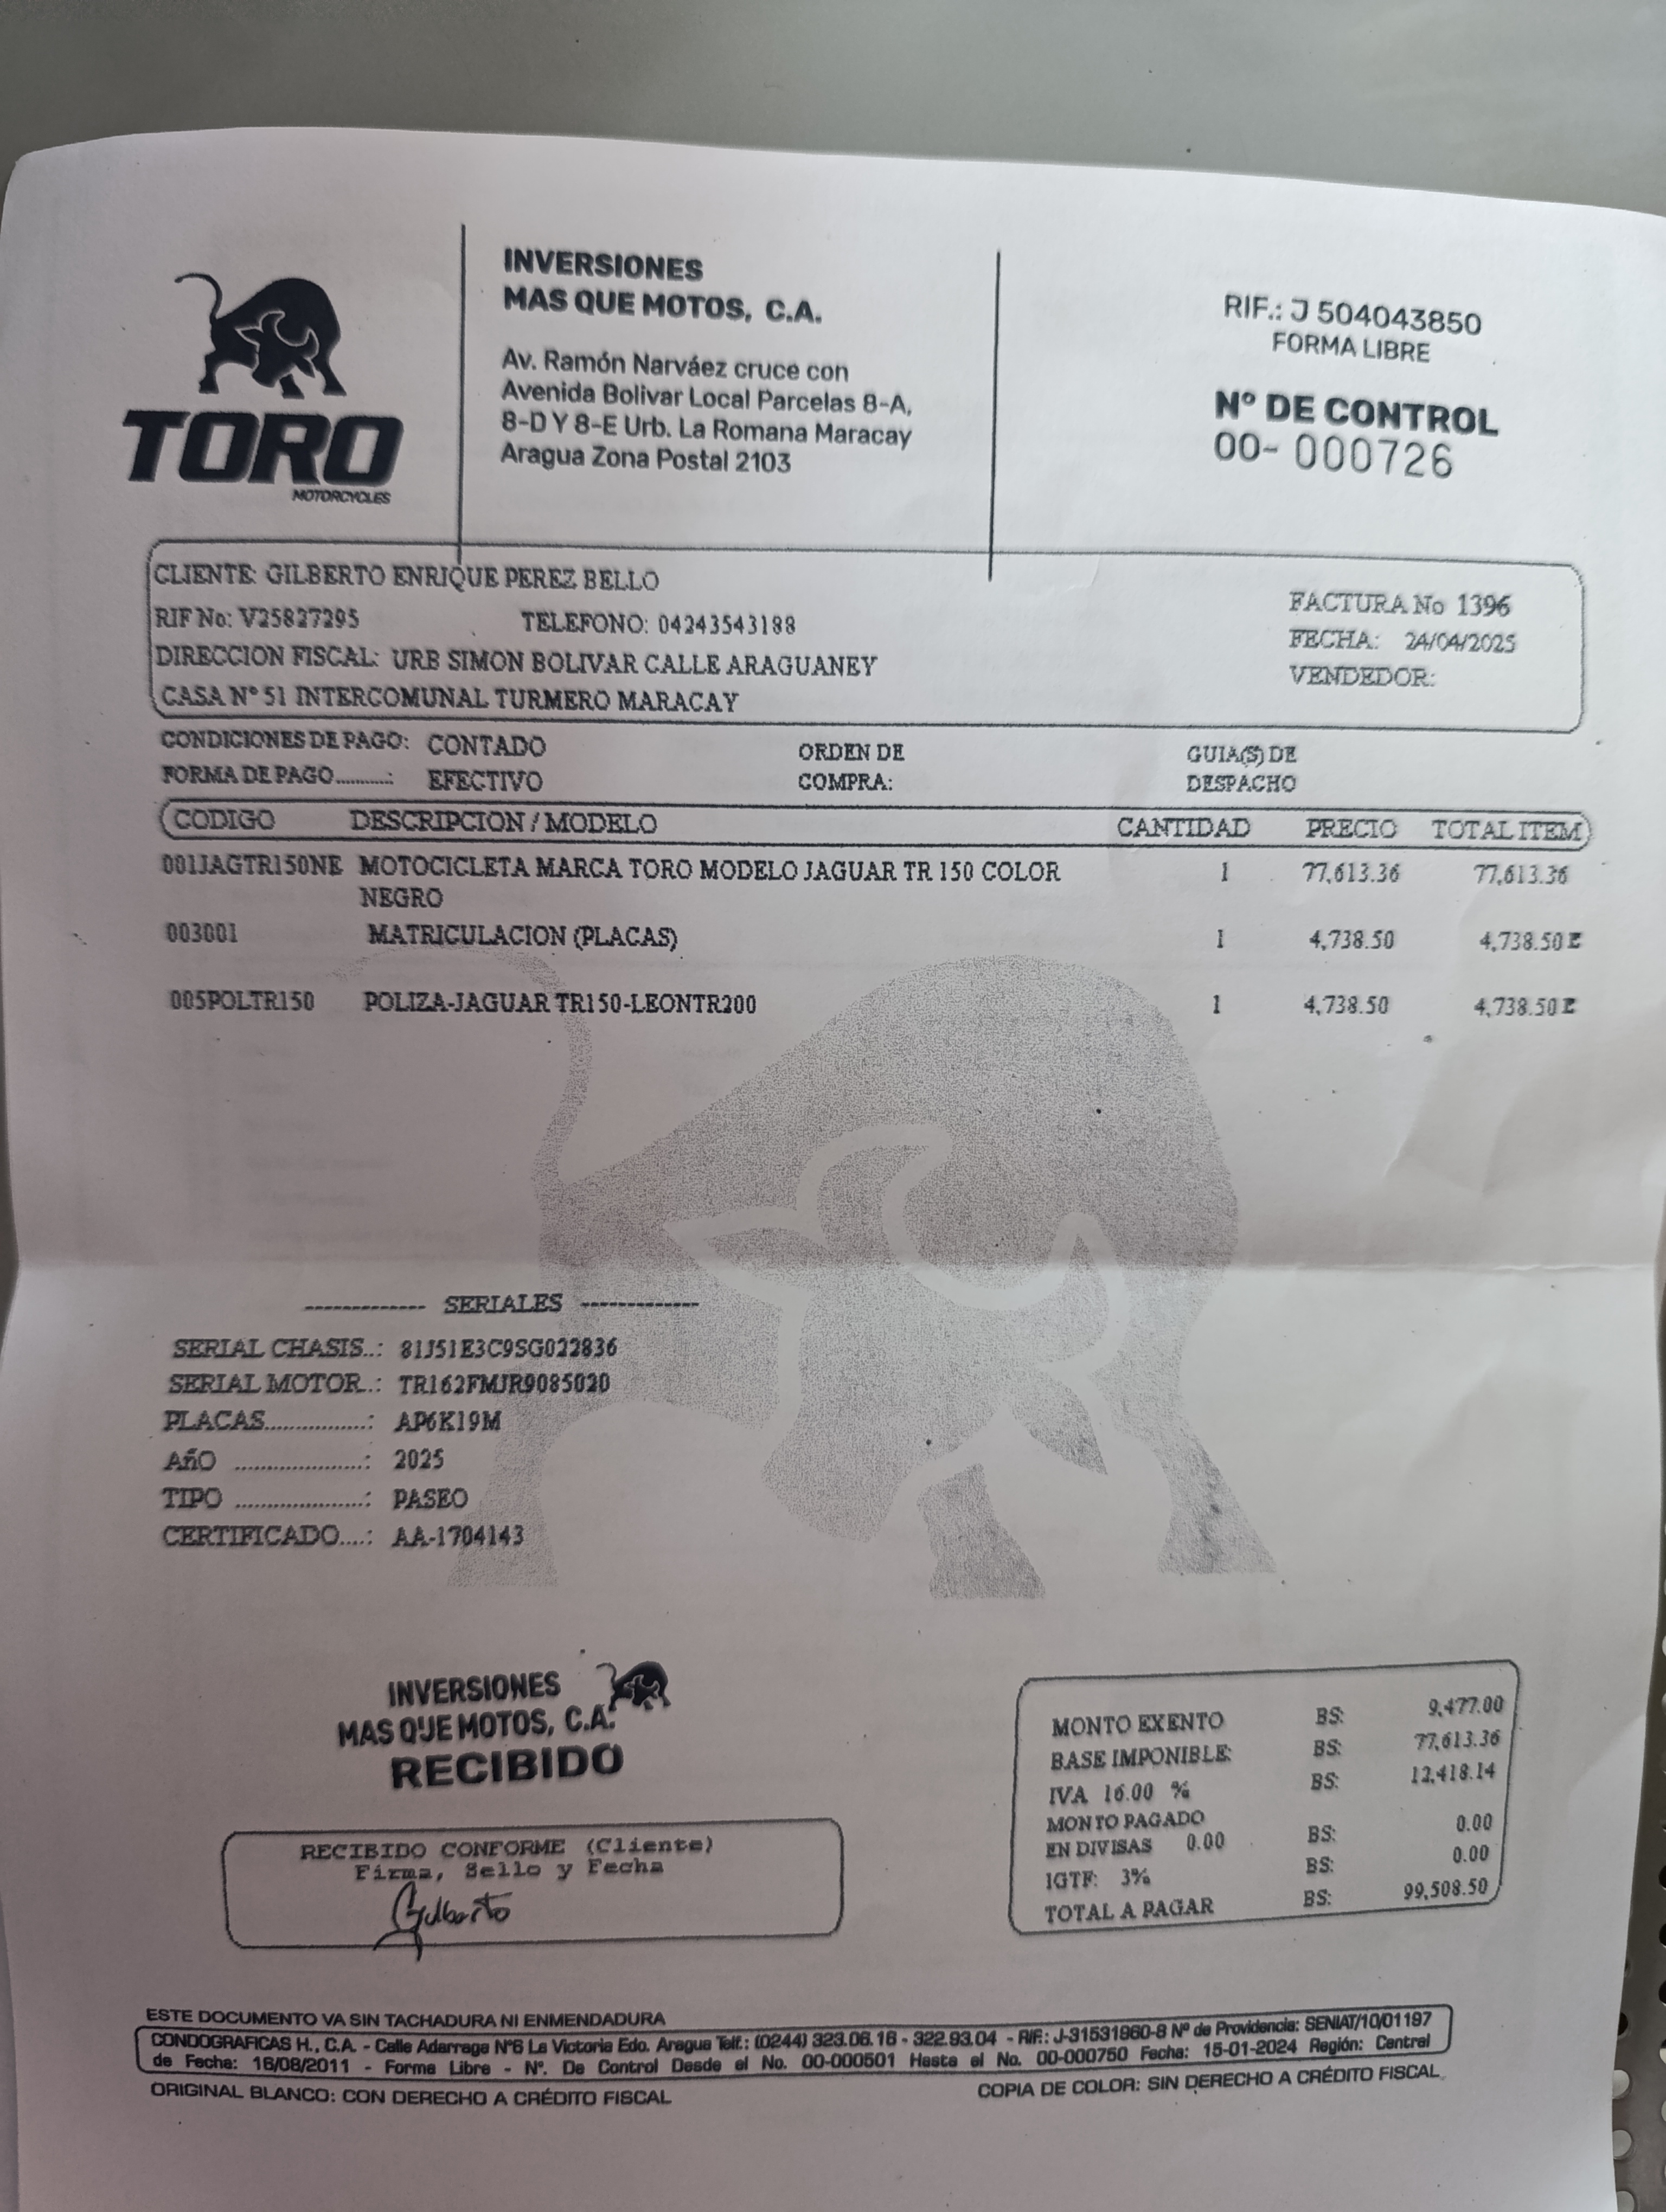 TORO
MOTORCYCLES
INVERSIONES
MAS QUE MOTOS, C.A.
Av. Ramón Narváez cruce con
Avenida Bolivar Local Parcelas 8-A,
8-D Y 8-E Urb. La Romana Maracay
Aragua Zona Postal 2103
RIF.: J 504043850
FORMA LIBRE
Nº DE CONTROL
00- 000726
CLIENTE: GILBERTO ENRIQUE PEREZ BELLO
RIF No: V25827295 TELEFONO: 04243543188
DIRECCION FISCAL: URB SIMON BOLIVAR CALLE ARAGUANEY
CASA Nº 51 INTERCOMUNAL TURMERO MARACAY
FACTURA No 1396
FECHA: 24/04/2025
VENDEDOR:
CONDICIONES DE PAGO: CONTADO
FORMA DE PAGO..........: EFECTIVO
ORDEN DE
COMPRA:
GUIA(S) DE
DESPACHO
CODIGO DESCRIPCION / MODELO CANTIDAD PRECIO TOTAL ITEM
001JAGTR150NE MOTOCICLETA MARCA TORO MODELO JAGUAR TR 150 COLOR 1 77,613.36 77,613.36
NEGRO
003001 MATRICULACION (PLACAS) 1 4,738.50 4,738.50 E
005POLTR150 POLIZA-JAGUAR TR150-LEONTR200 1 4,738.50 4,738.50 E
------------- SERIALES -------------
SERIAL CHASIS..: 81J51E3C9SG022836
SERIAL MOTOR..: TR162FMJR9085020
PLACAS................: AP6K19M
AñO ....................: 2025
TIPO ....................: PASEO
CERTIFICADO....: AA-1704143
INVERSIONES
MAS QUE MOTOS, C.A.
RECIBIDO
RECIBIDO CONFORME (Cliente)
Firma, Sello y Fecha
Gilberto
MONTO EXENTO BS: 9,477.00
BASE IMPONIBLE: BS: 77,613.36
IVA 16.00 % BS: 12,418.14
MONTO PAGADO
EN DIVISAS 0.00 BS: 0.00
IGTF: 3% BS: 0.00
TOTAL A PAGAR BS: 99,508.50
ESTE DOCUMENTO VA SIN TACHADURA NI ENMENDADURA
CONDOGRAFICAS H., C.A. - Calle Adarraga Nº6 La Victoria Edo. Aragua Telf.: (0244) 323.06.16 - 322.93.04 - RIF.: J-31531960-8 Nº de Providencia: SENIAT/10/01197
de Fecha: 16/08/2011 - Forma Libre - Nº. De Control Desde el No. 00-000501 Hasta el No. 00-000750 Fecha: 15-01-2024 Región: Central
ORIGINAL BLANCO: CON DERECHO A CRÉDITO FISCAL
COPIA DE COLOR: SIN DERECHO A CRÉDITO FISCAL